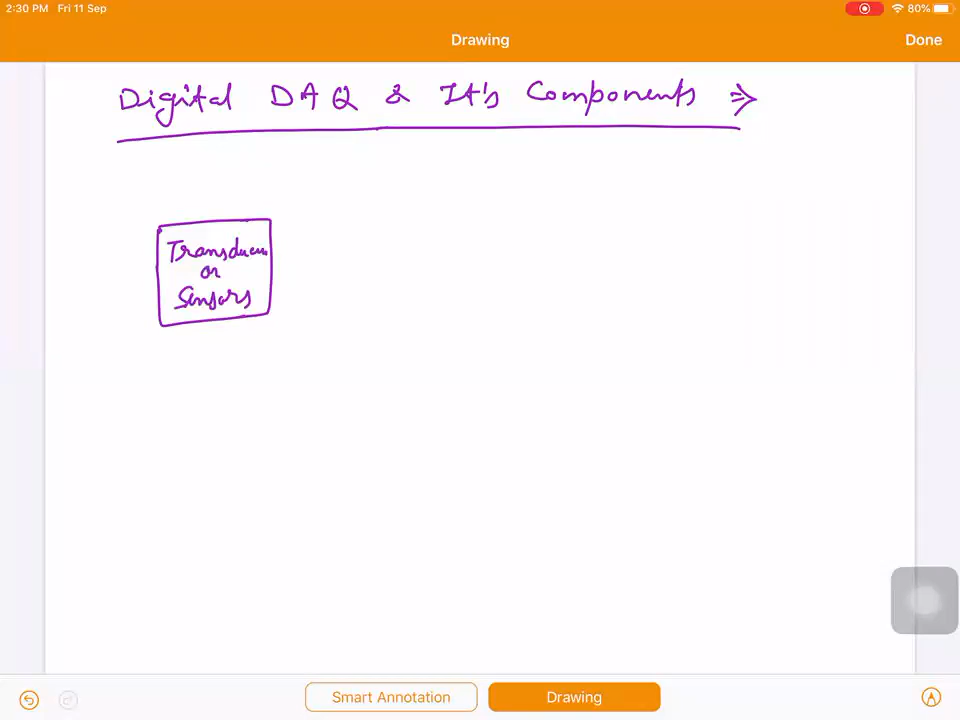 2:30 PM Fri 11 Sep 80%
Drawing Done
Digital DAQ & It's Components ⇒
Transducer
or
Sensors
Smart Annotation Drawing